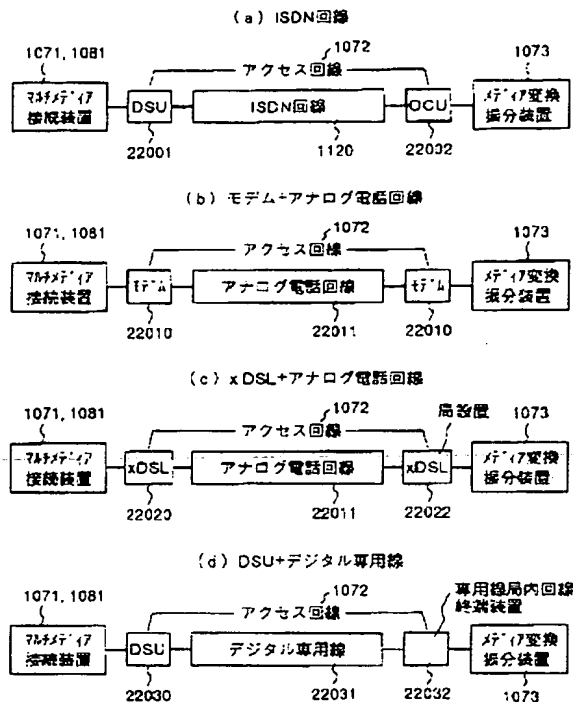 (a) ISDN回線
1071, 1081
1072
1073
アクセス回線
マルチメディア
接続装置
DSU
ISDN回線
OCU
メディア変換
振分装置
22001
1120
22002
(b) モデム+アナログ電話回線
1071, 1081
1072
1073
アクセス回線
マルチメディア
接続装置
モデム
アナログ電話回線
モデム
メディア変換
振分装置
22010
22011
22010
(c) xDSL+アナログ電話回線
1071, 1081
1072
局設置
1073
アクセス回線
マルチメディア
接続装置
xDSL
アナログ電話回線
xDSL
メディア変換
振分装置
22020
22011
22022
(d) DSU+デジタル専用線
1071, 1081
1072
専用線局内回線
終端装置
アクセス回線
マルチメディア
接続装置
DSU
デジタル専用線
メディア変換
振分装置
22030
22031
22032
1073